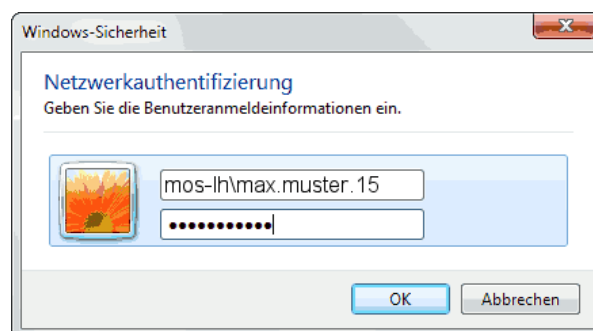 Windows-Sicherheit
Netzwerkauthentifizierung
Geben Sie die Benutzeranmeldeinformationen ein.
mos-lh\max.muster.15
•••••••••••
OK Abbrechen